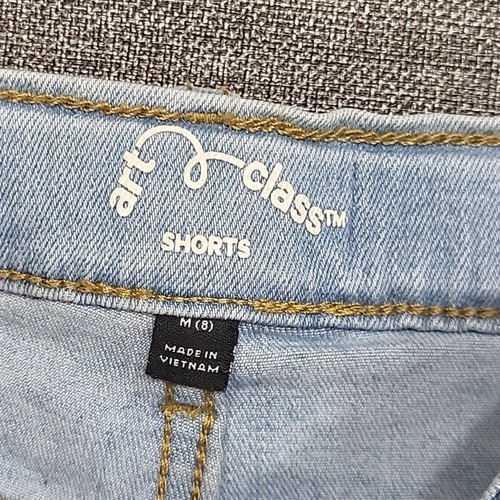 art class™
SHORTS
M (8)
MADE IN
VIETNAM